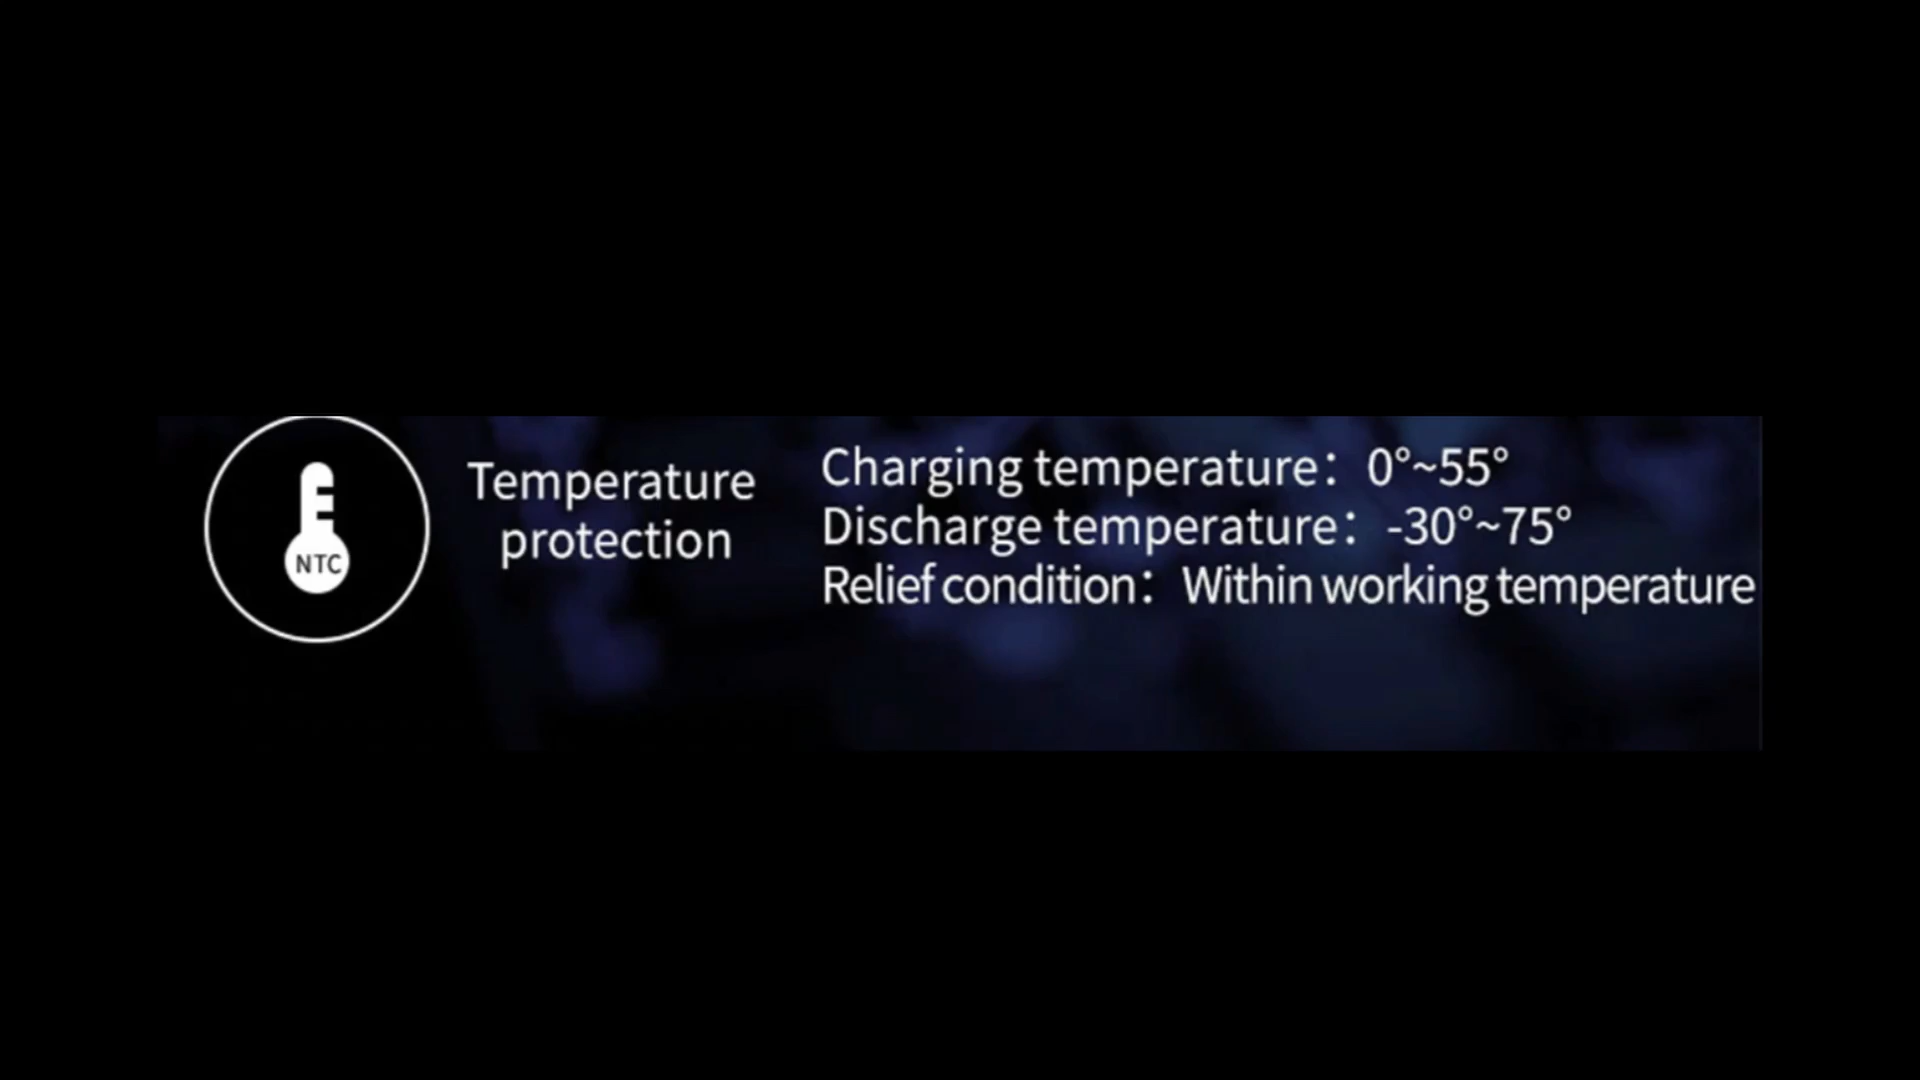 NTC
Temperature
protection
Charging temperature：0°~55°
Discharge temperature：-30°~75°
Relief condition：Within working temperature